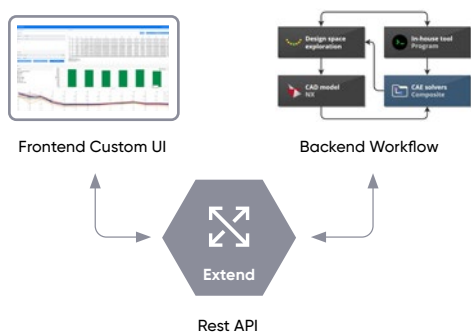 Design space
exploration
In-house tool
Program
CAD model
NX
CAE solvers
Composite
Frontend Custom UI
Backend Workflow
Extend
Rest API